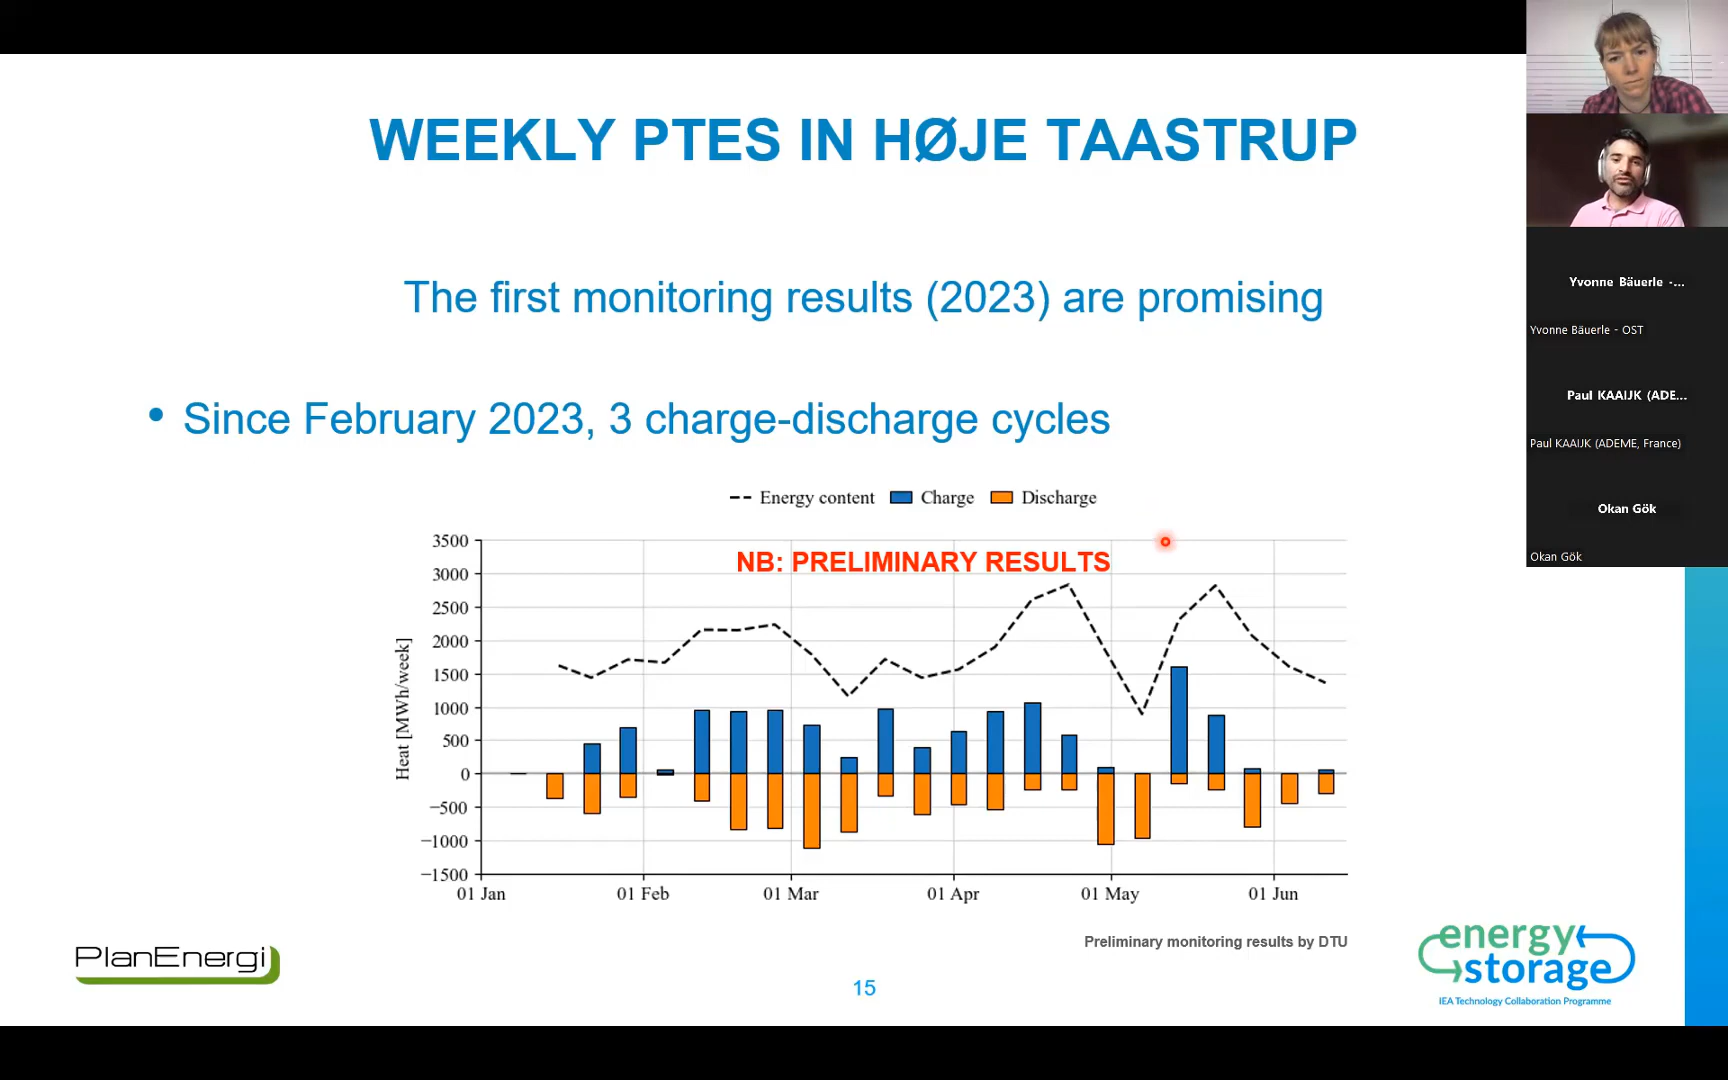 WEEKLY PTES IN HØJE TAASTRUP
The first monitoring results (2023) are promising
• Since February 2023, 3 charge-discharge cycles
Energy content Charge Discharge
NB: PRELIMINARY RESULTS
Heat [MWh/week]
3500
3000
2500
2000
1500
1000
500
0
−500
−1000
−1500
01 Jan 01 Feb 01 Mar 01 Apr 01 May 01 Jun
Preliminary monitoring results by DTU
PlanEnergi
15
energy
storage
IEA Technology Collaboration Programme
Yvonne Bäuerle -...
Yvonne Bäuerle - OST
Paul KAAIJK (ADE...
Paul KAAIJK (ADEME, France)
Okan Gök
Okan Gök